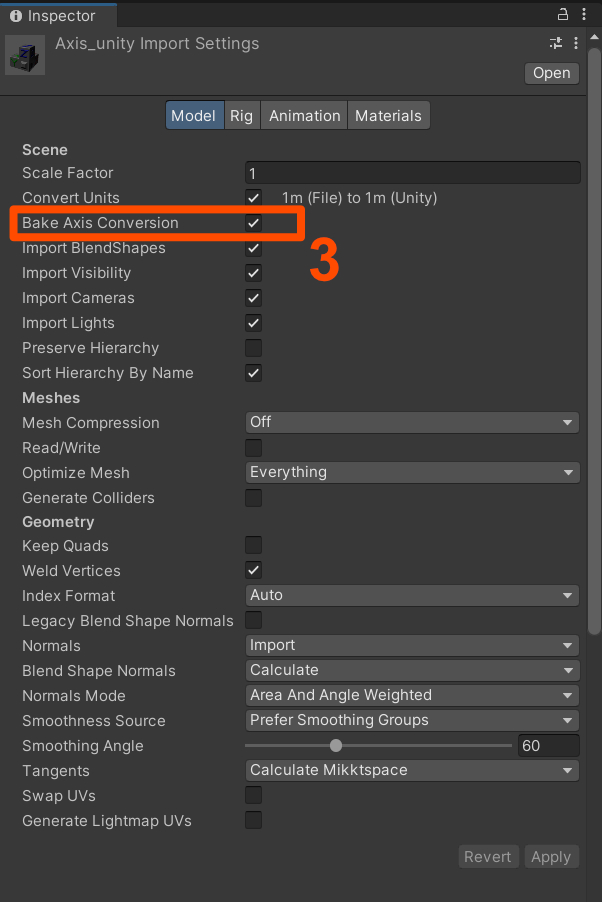 Inspector
Axis_unity Import Settings
Open
Model Rig Animation Materials
Scene
Scale Factor 1
Convert Units 1m (File) to 1m (Unity)
Bake Axis Conversion
3
Import BlendShapes
Import Visibility
Import Cameras
Import Lights
Preserve Hierarchy
Sort Hierarchy By Name
Meshes
Mesh Compression Off
Read/Write
Optimize Mesh Everything
Generate Colliders
Geometry
Keep Quads
Weld Vertices
Index Format Auto
Legacy Blend Shape Normals
Normals Import
Blend Shape Normals Calculate
Normals Mode Area And Angle Weighted
Smoothness Source Prefer Smoothing Groups
Smoothing Angle 60
Tangents Calculate Mikktspace
Swap UVs
Generate Lightmap UVs
Revert Apply